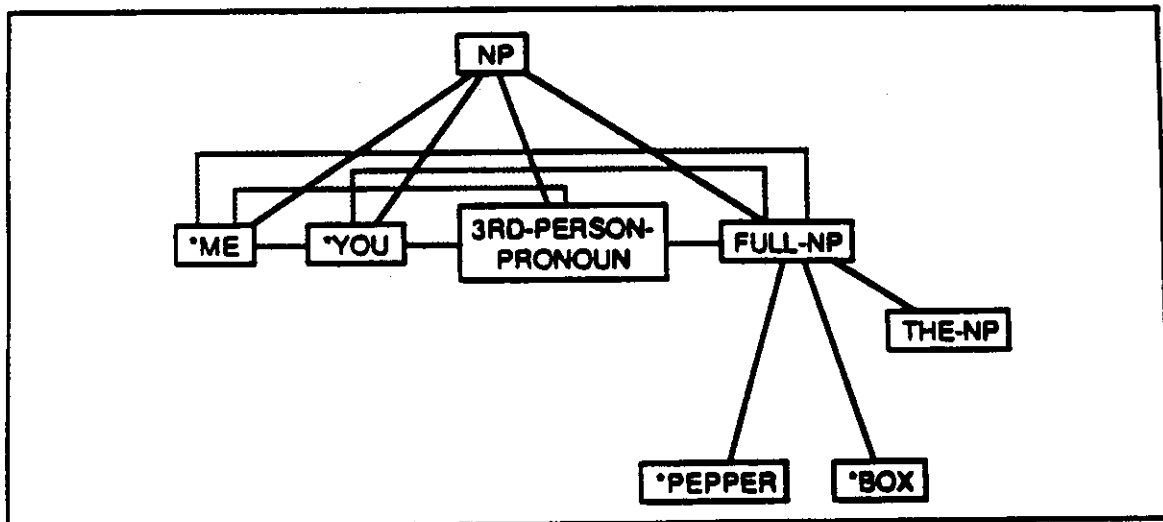 NP
*ME
*YOU
3RD-PERSON-
PRONOUN
FULL-NP
THE-NP
*PEPPER
*BOX